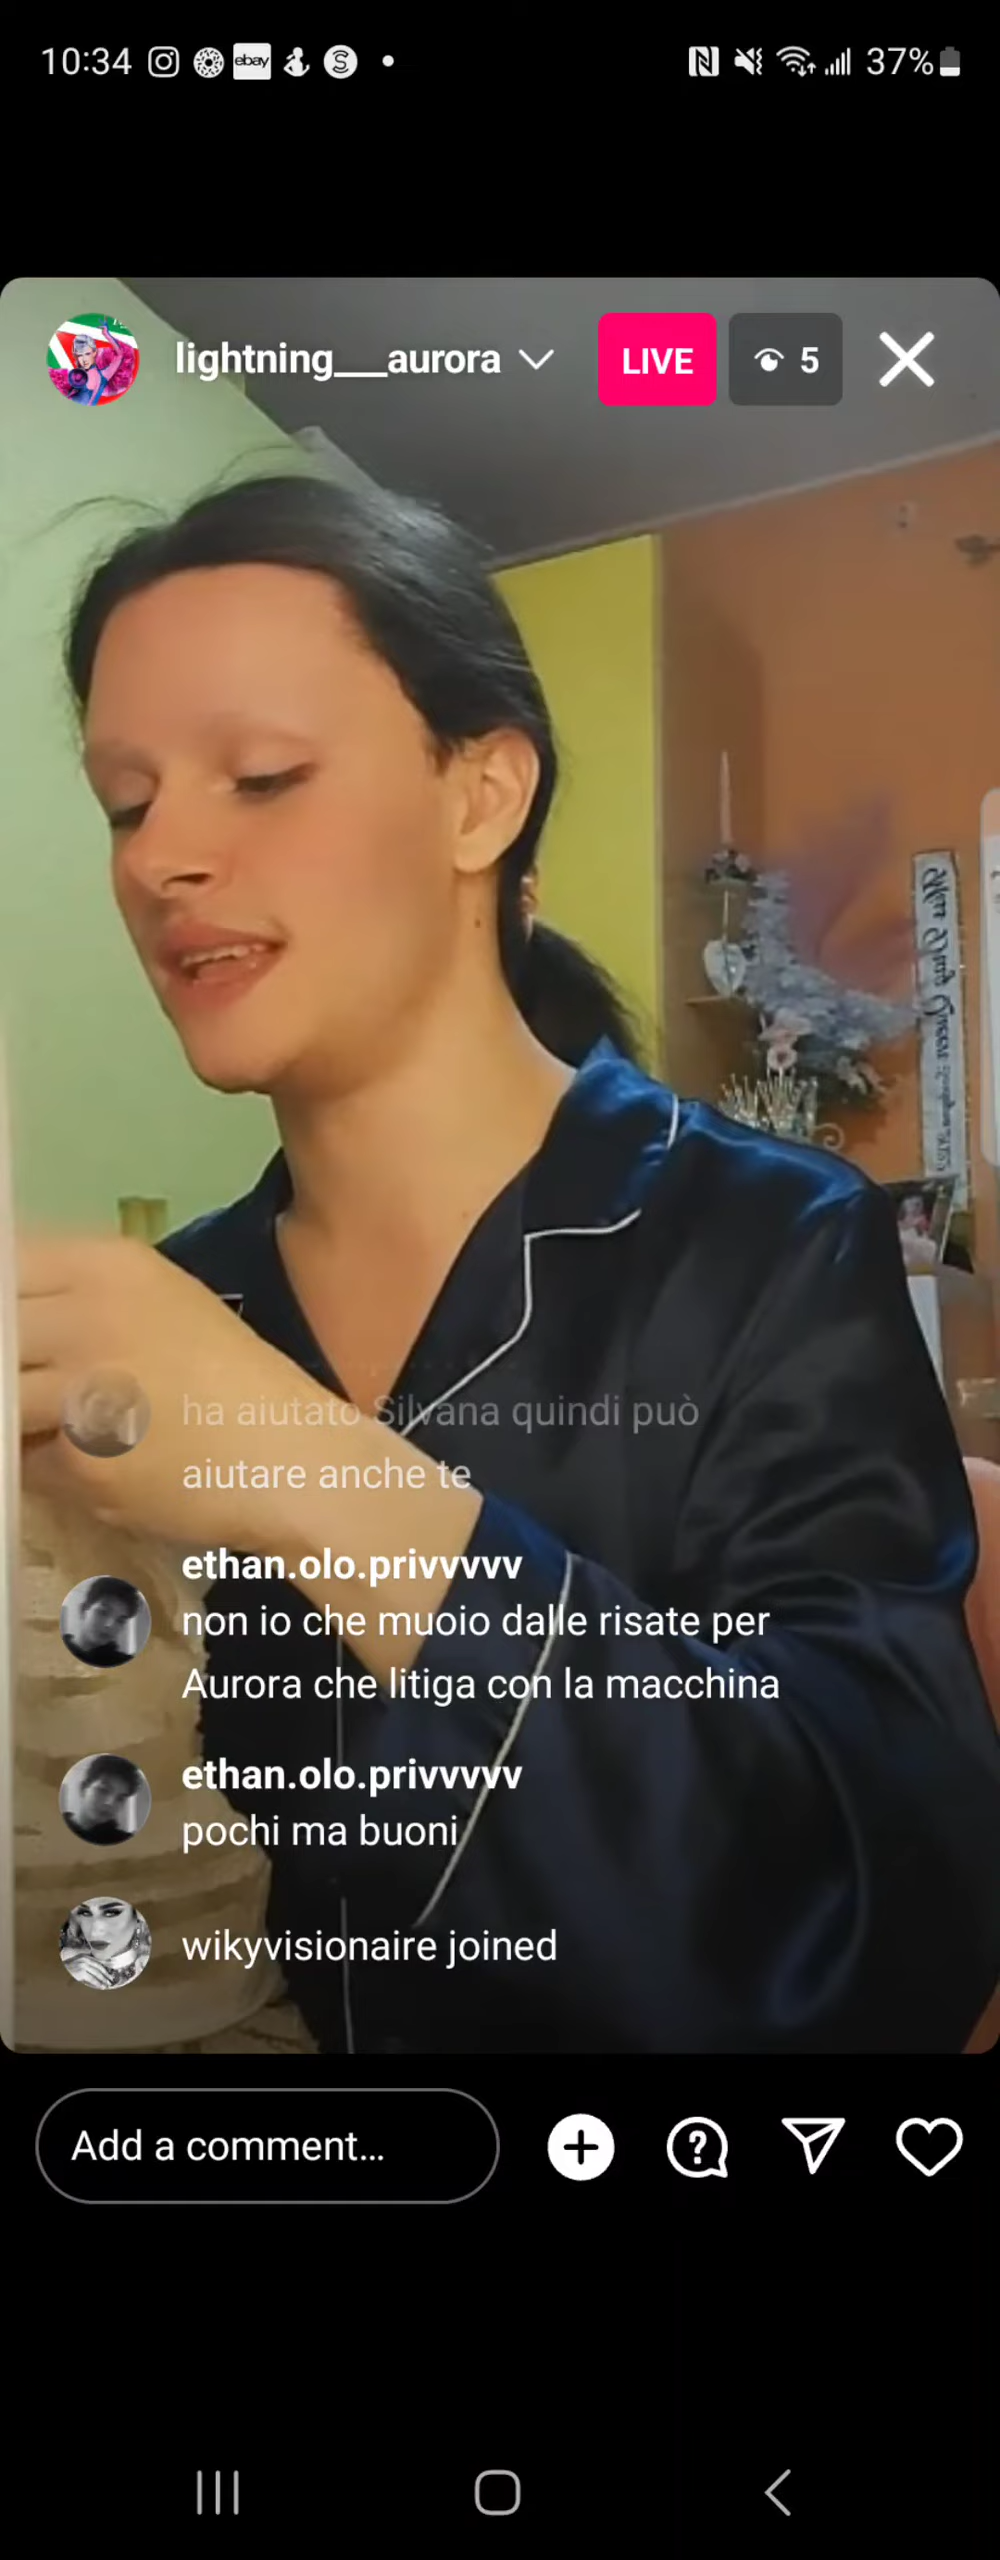 10:34
ebay
37%
lightning___aurora
LIVE
5
ha aiutato Silvana quindi può
aiutare anche te
ethan.olo.privvvvv
non io che muoio dalle risate per
Aurora che litiga con la macchina
ethan.olo.privvvvv
pochi ma buoni
wikyvisionaire joined
Add a comment...